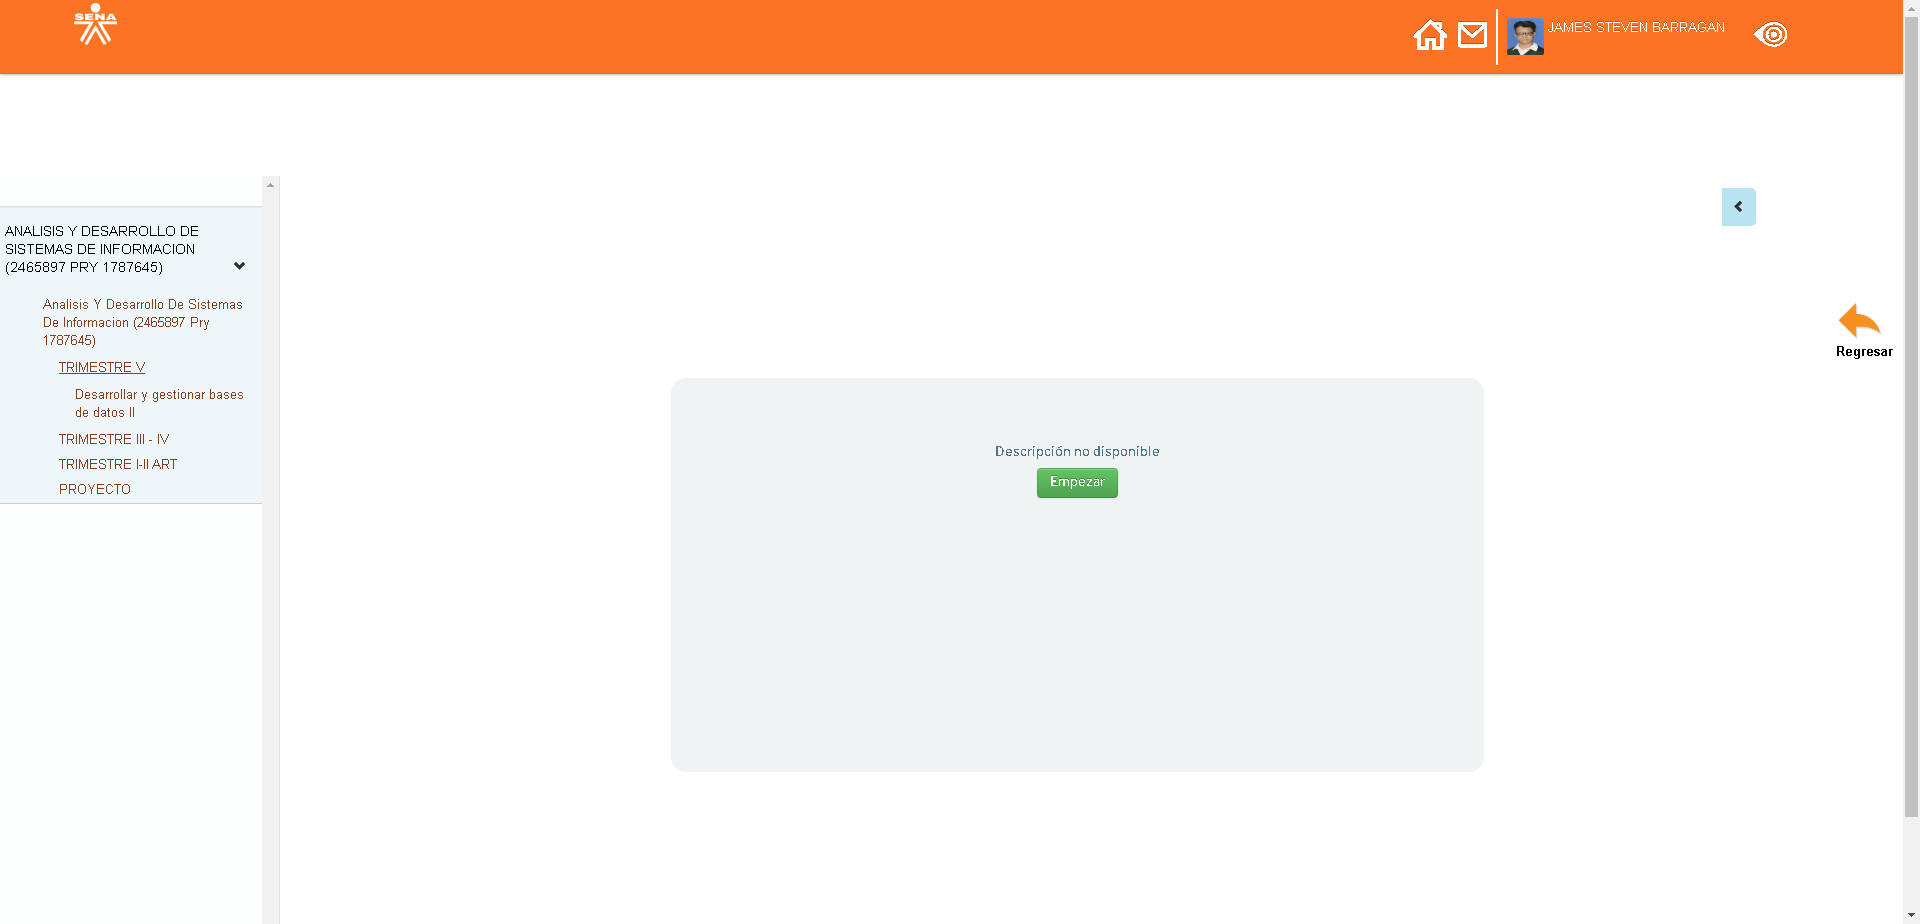 SENA
JAMES STEVEN BARRAGAN
ANALISIS Y DESARROLLO DE
SISTEMAS DE INFORMACION
(2465897 PRY 1787645)
Analisis Y Desarrollo De Sistemas
De Informacion (2465897 Pry
1787645)
TRIMESTRE V
Desarrollar y gestionar bases
de datos II
TRIMESTRE III - IV
TRIMESTRE I-II ART
PROYECTO
Regresar
Descripción no disponible
Empezar